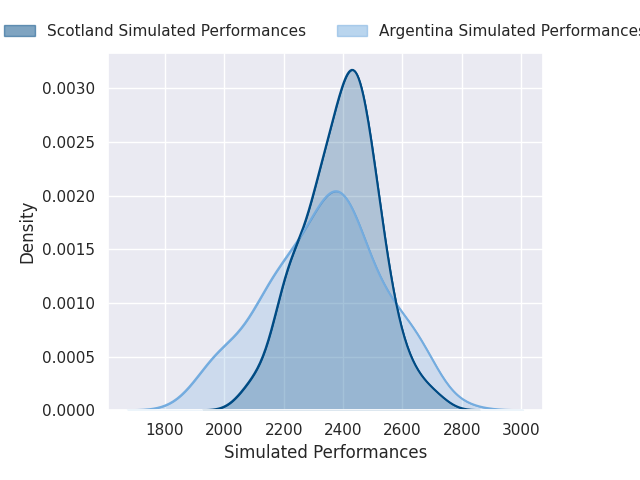 Scotland Simulated Performances
Argentina Simulated Performances
0.0030
0.0025
0.0020
0.0015
0.0010
0.0005
0.0000
Density
1800 2000 2200 2400 2600 2800 3000
Simulated Performances